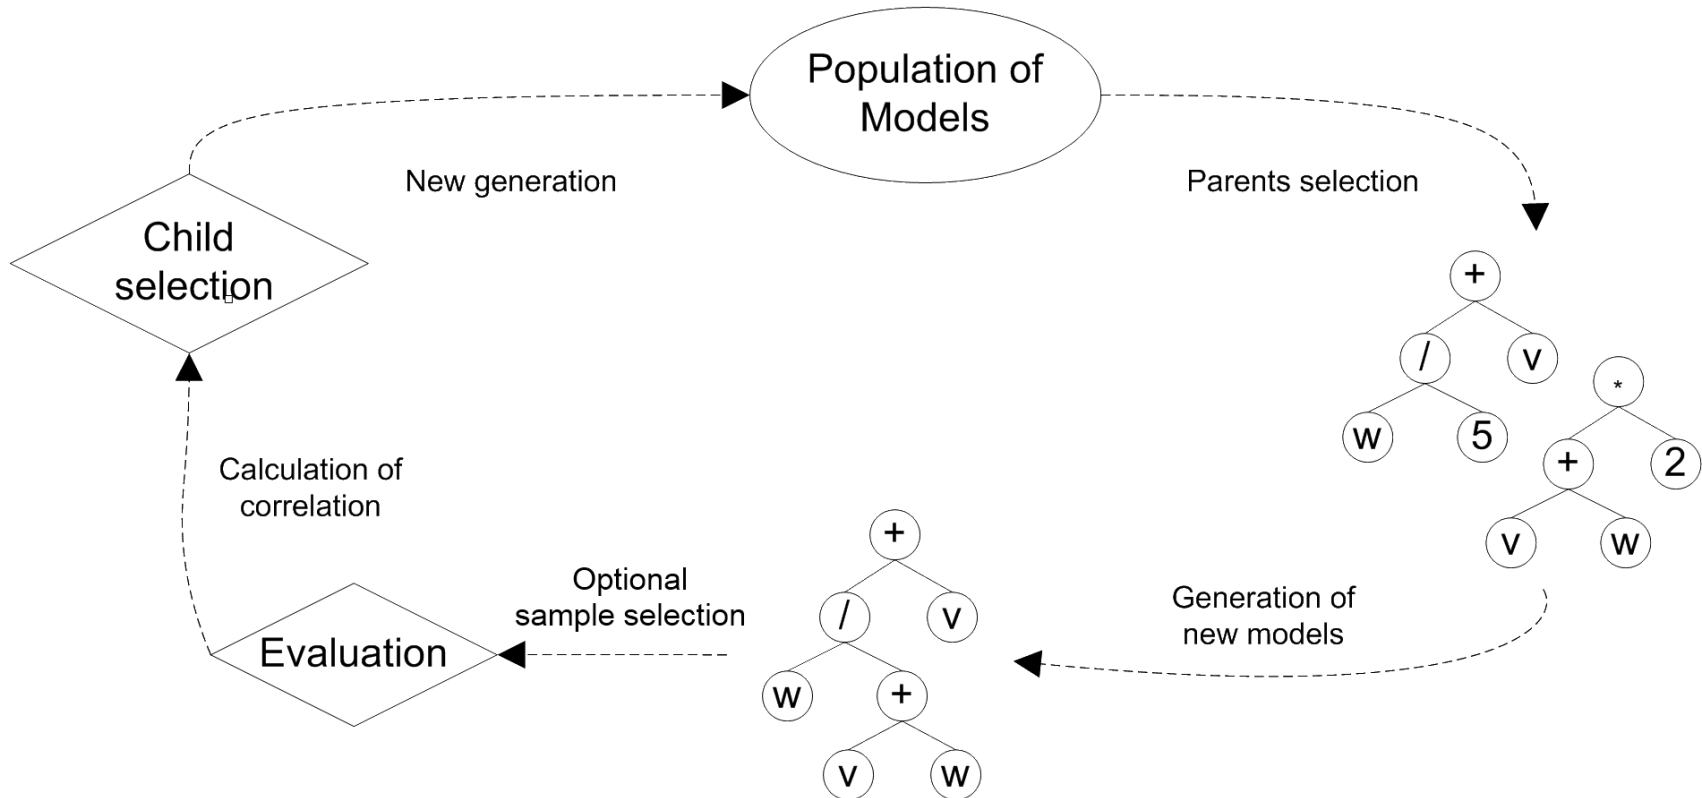 Population of
Models
New generation
Parents selection
Child
selection
+
/
v
*
w
5
+
2
v
w
Calculation of
correlation
Optional
sample selection
Generation of
new models
+
/
v
Evaluation
w
+
v
w